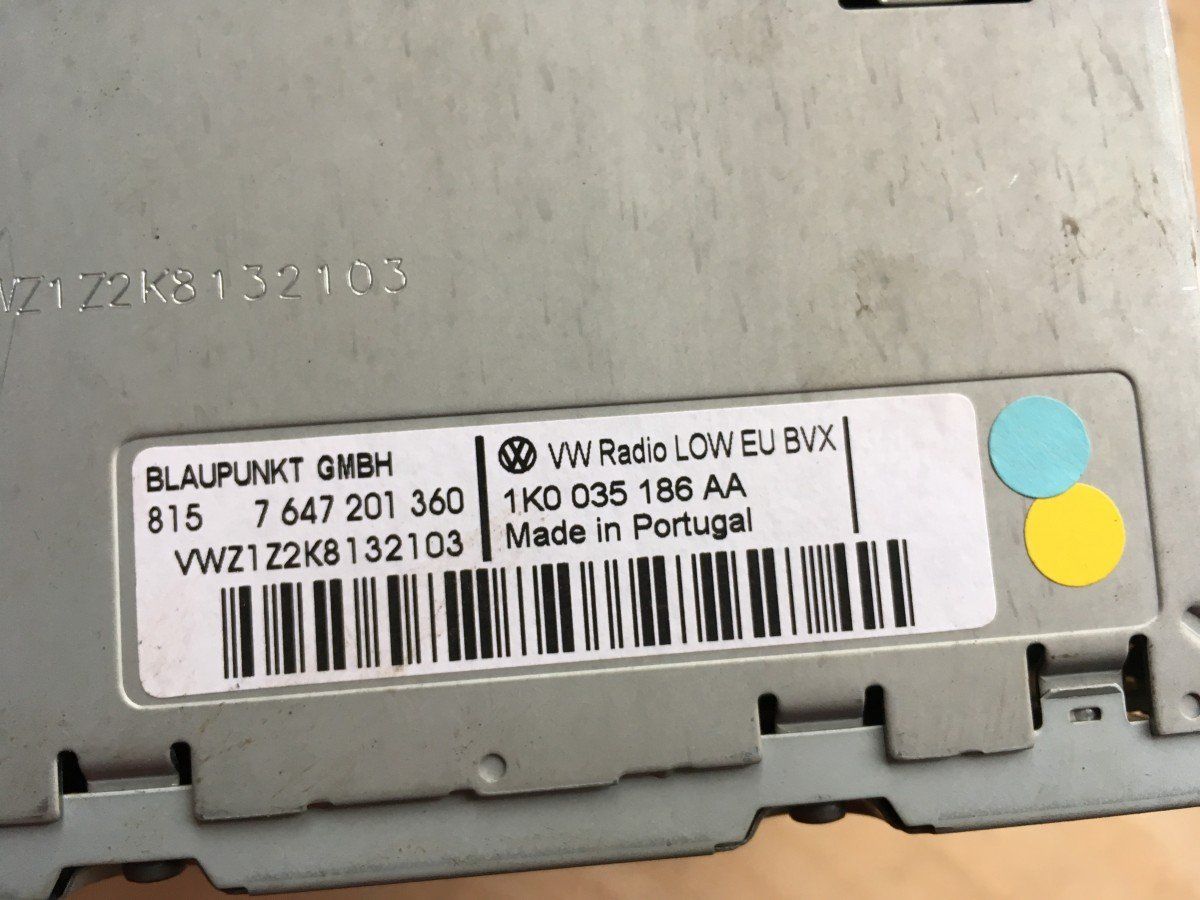 VWZ1Z2K8132103
BLAUPUNKT GMBH
815 7 647 201 360
VWZ1Z2K8132103
VW Radio LOW EU BVX
1K0 035 186 AA
Made in Portugal